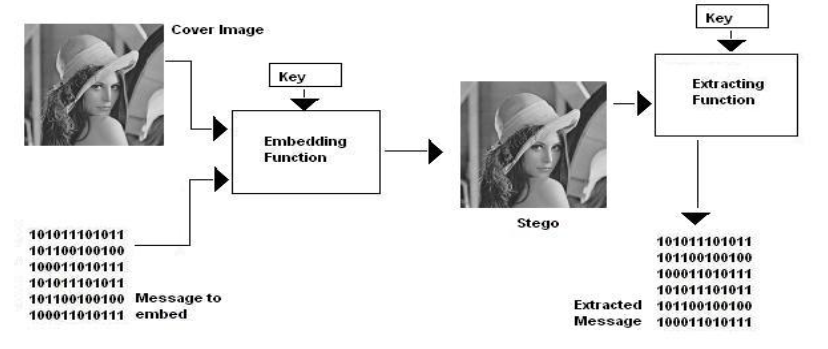 Cover Image
Key
Embedding
Function
101011101011
101100100100
100011010111
101011101011
101100100100
100011010111
Message to
embed
Stego
Key
Extracting
Function
101011101011
101100100100
100011010111
101011101011
101100100100
100011010111
Extracted
Message